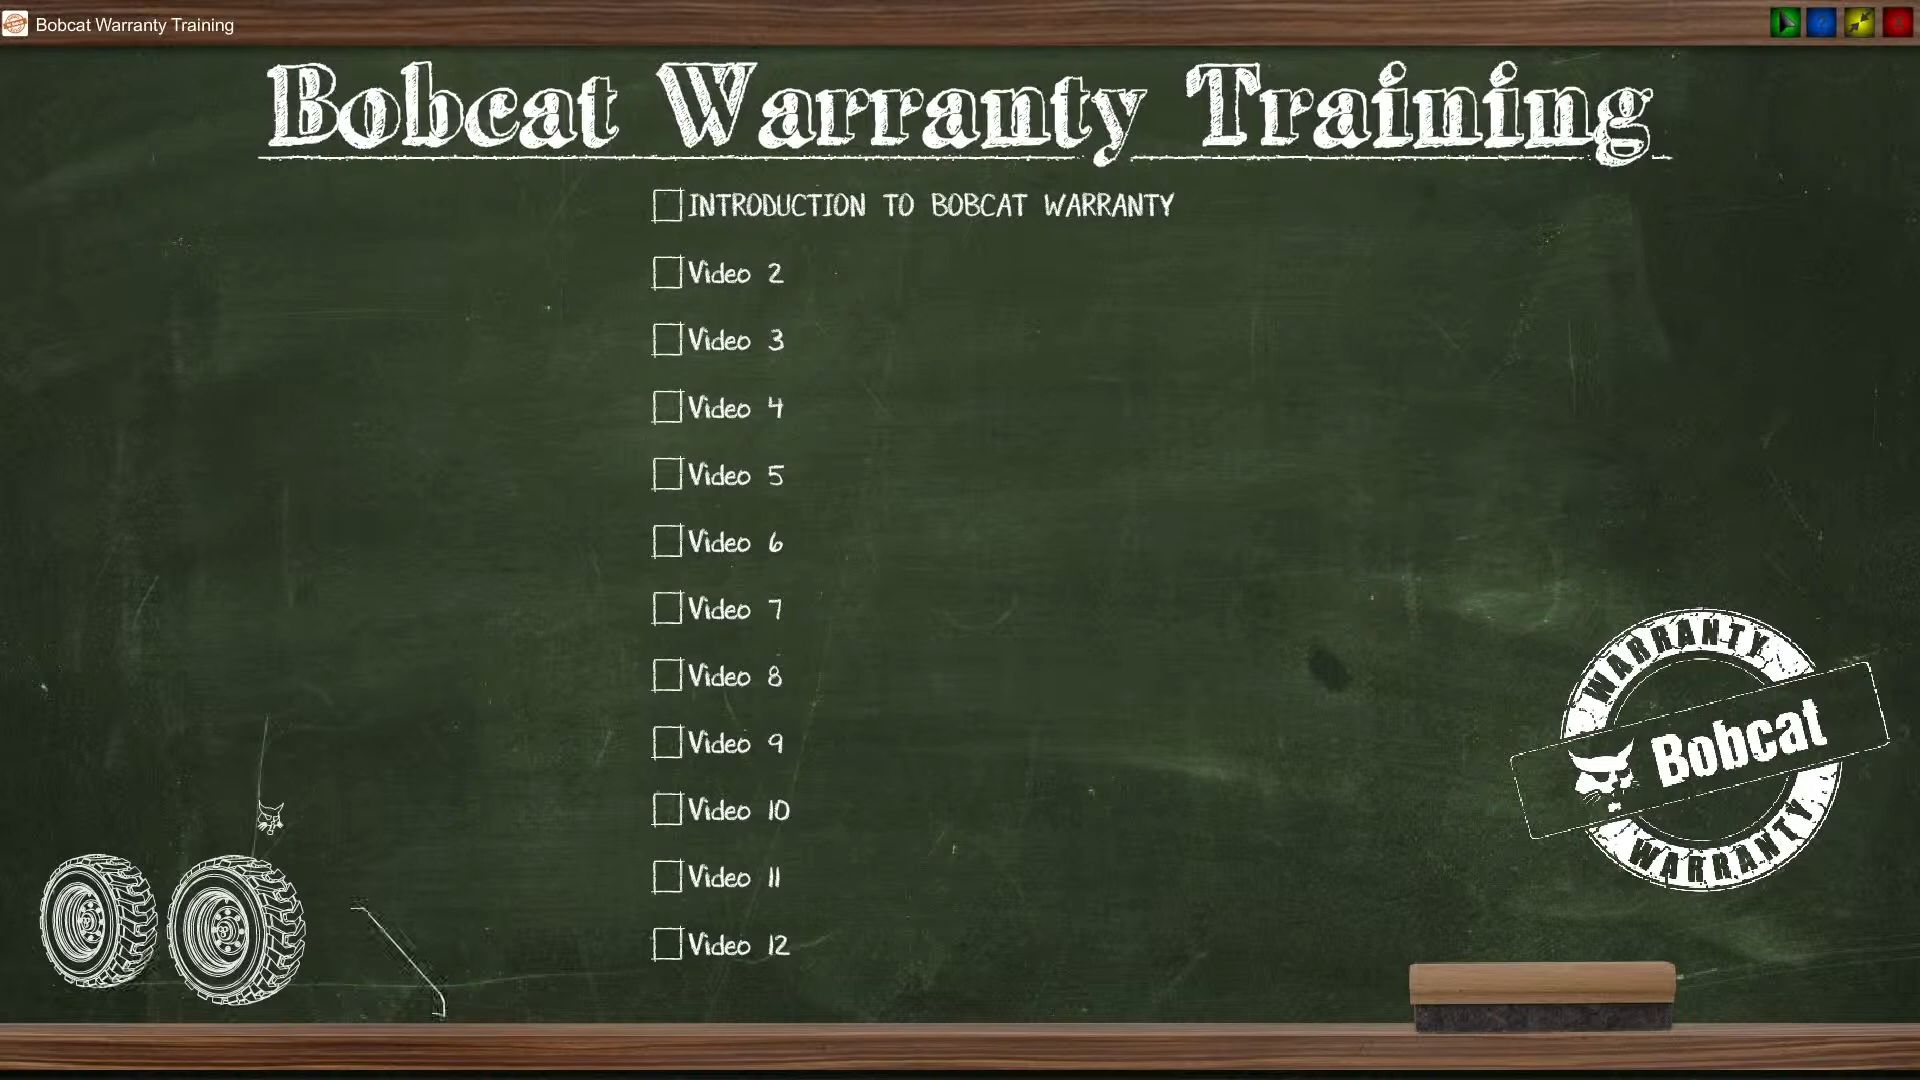 Bobcat Warranty Training
Bobcat Warranty Training
INTRODUCTION TO BOBCAT WARRANTY
Video 2
Video 3
Video 4
Video 5
Video 6
Video 7
Video 8
Video 9
Video 10
Video 11
Video 12
WARRANTY
Bobcat
WARRANTY